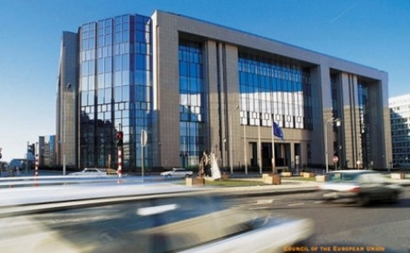 COUNCIL OF THE EUROPEAN UNION